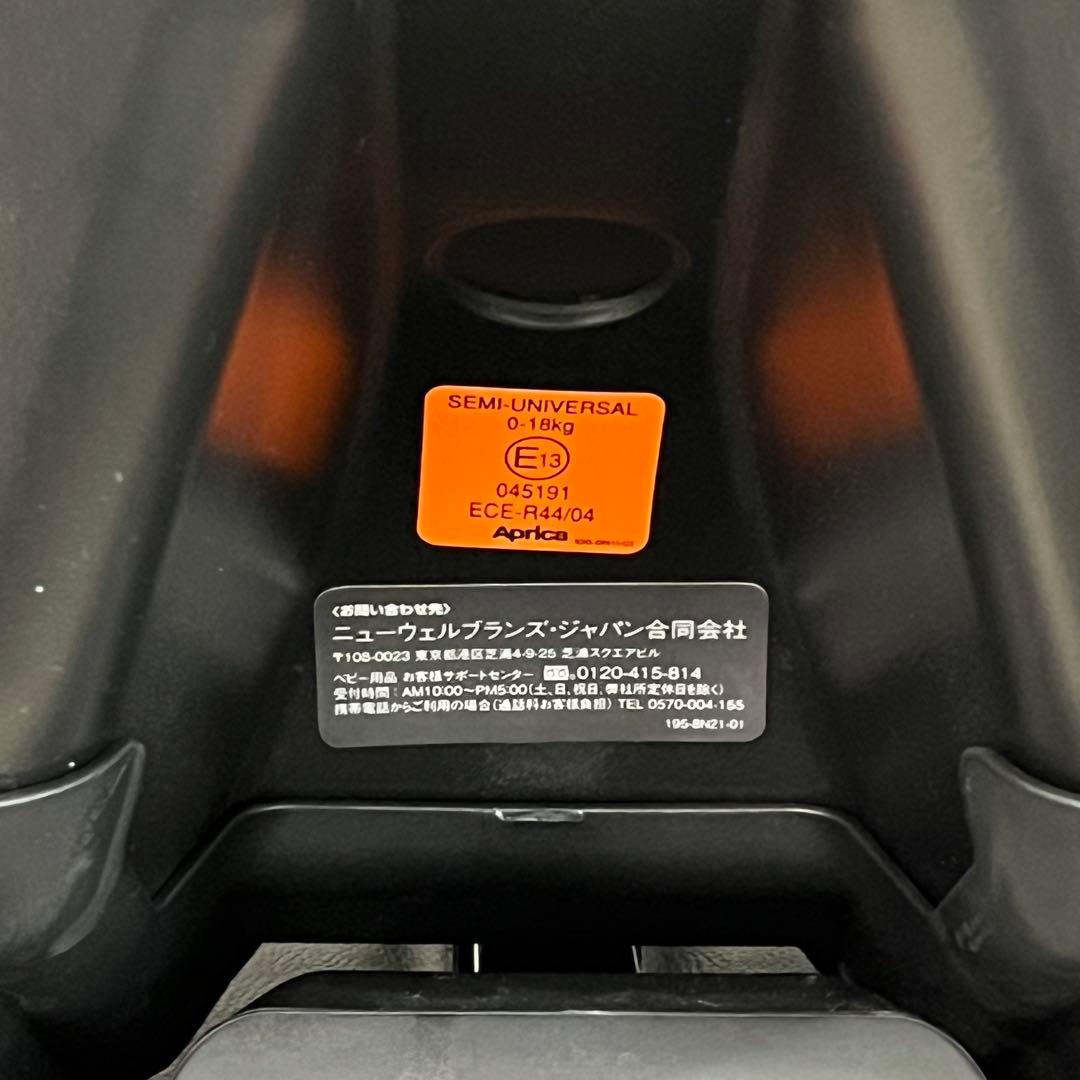 SEMI-UNIVERSAL
0-18kg
E13
045191
ECE-R44/04
Aprica
〈お問い合わせ先〉
ニューウェルブランズ・ジャパン合同会社
〒108-0023 東京都港区芝浦4-9-25 芝浦スクエアビル
ベビー用品 お客様サポートセンター 0120-415-814
受付時間：AM10:00～PM5:00(土、日、祝日、弊社所定休日を除く)
携帯電話からご利用の場合(通話料お客様負担) TEL 0570-004-155
195-8N21-01